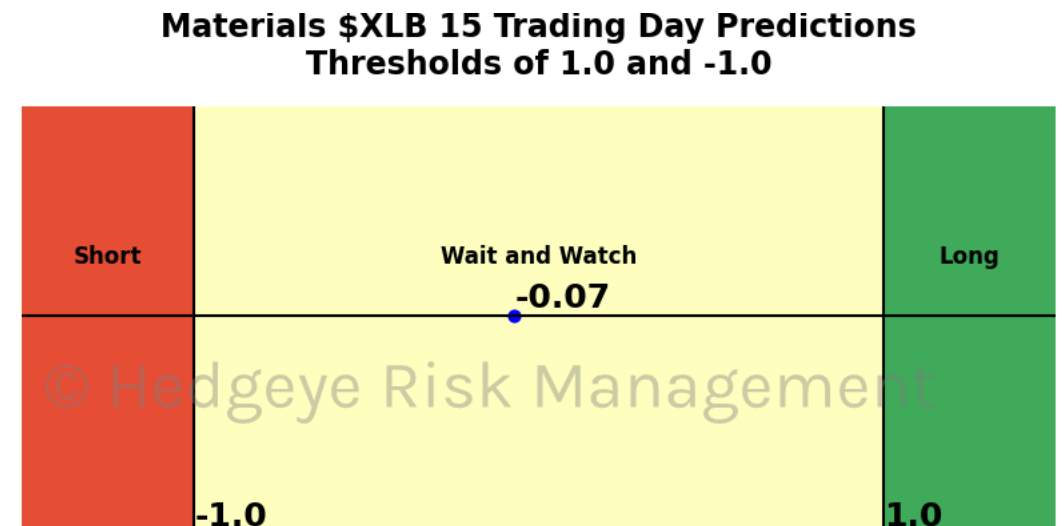 Materials $XLB 15 Trading Day Predictions
Thresholds of 1.0 and -1.0
Short
Wait and Watch
Long
-0.07
© Hedgeye Risk Management
-1.0
1.0